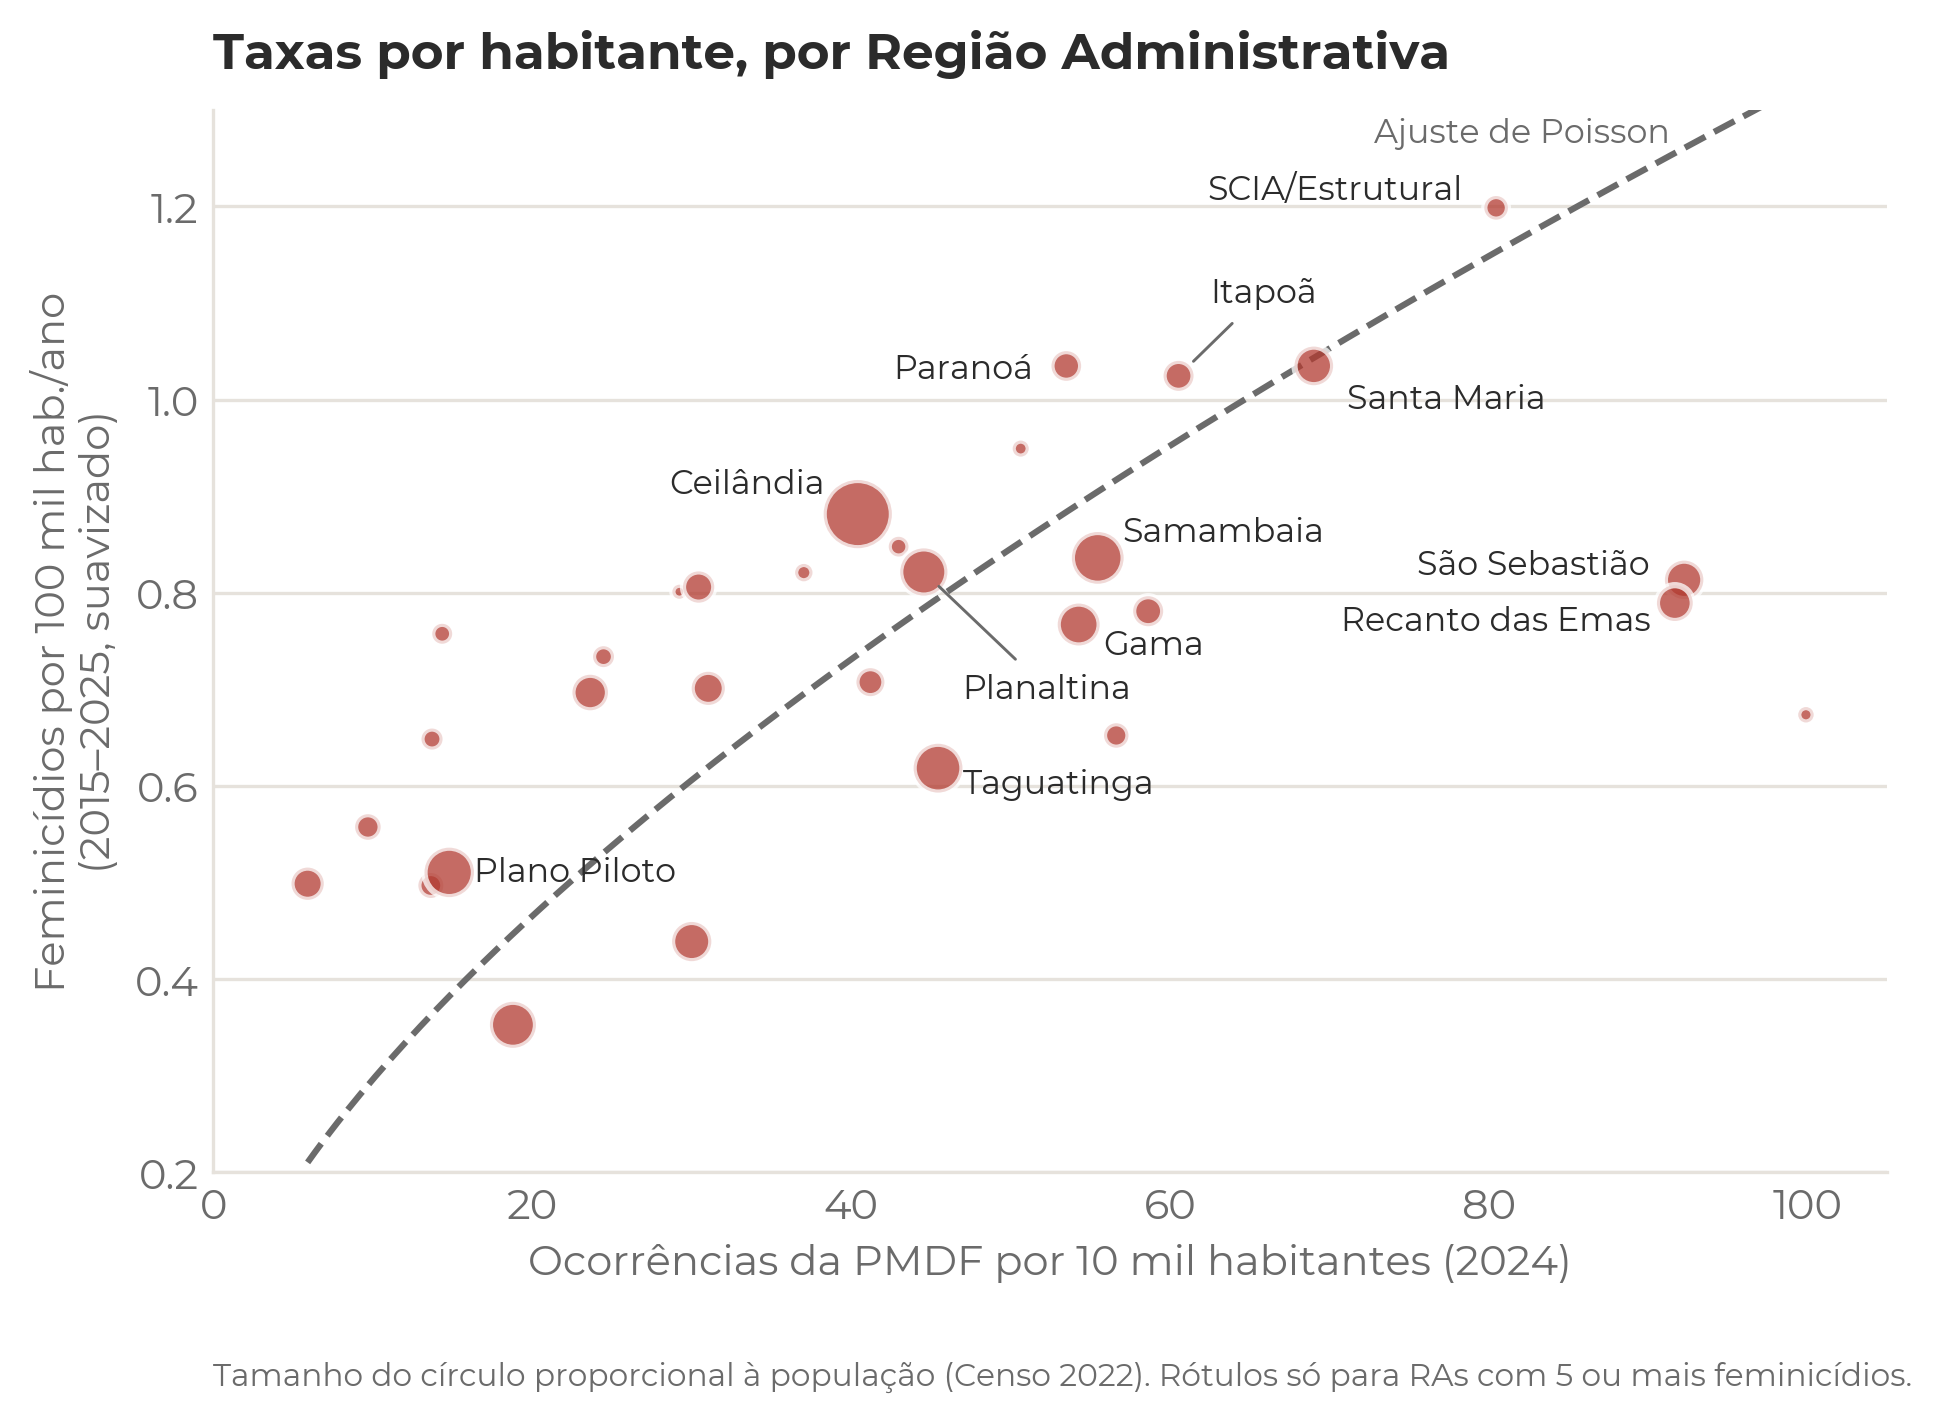 Taxas por habitante, por Região Administrativa
Ajuste de Poisson
SCIA/Estrutural
Itapoã
Paranoá
Santa Maria
Ceilândia
Samambaia
São Sebastião
Recanto das Emas
Gama
Planaltina
Taguatinga
Plano Piloto
Feminicídios por 100 mil hab./ano
(2015–2025, suavizado)
1.2
1.0
0.8
0.6
0.4
0.2
0
20
40
60
80
100
Ocorrências da PMDF por 10 mil habitantes (2024)
Tamanho do círculo proporcional à população (Censo 2022). Rótulos só para RAs com 5 ou mais feminicídios.